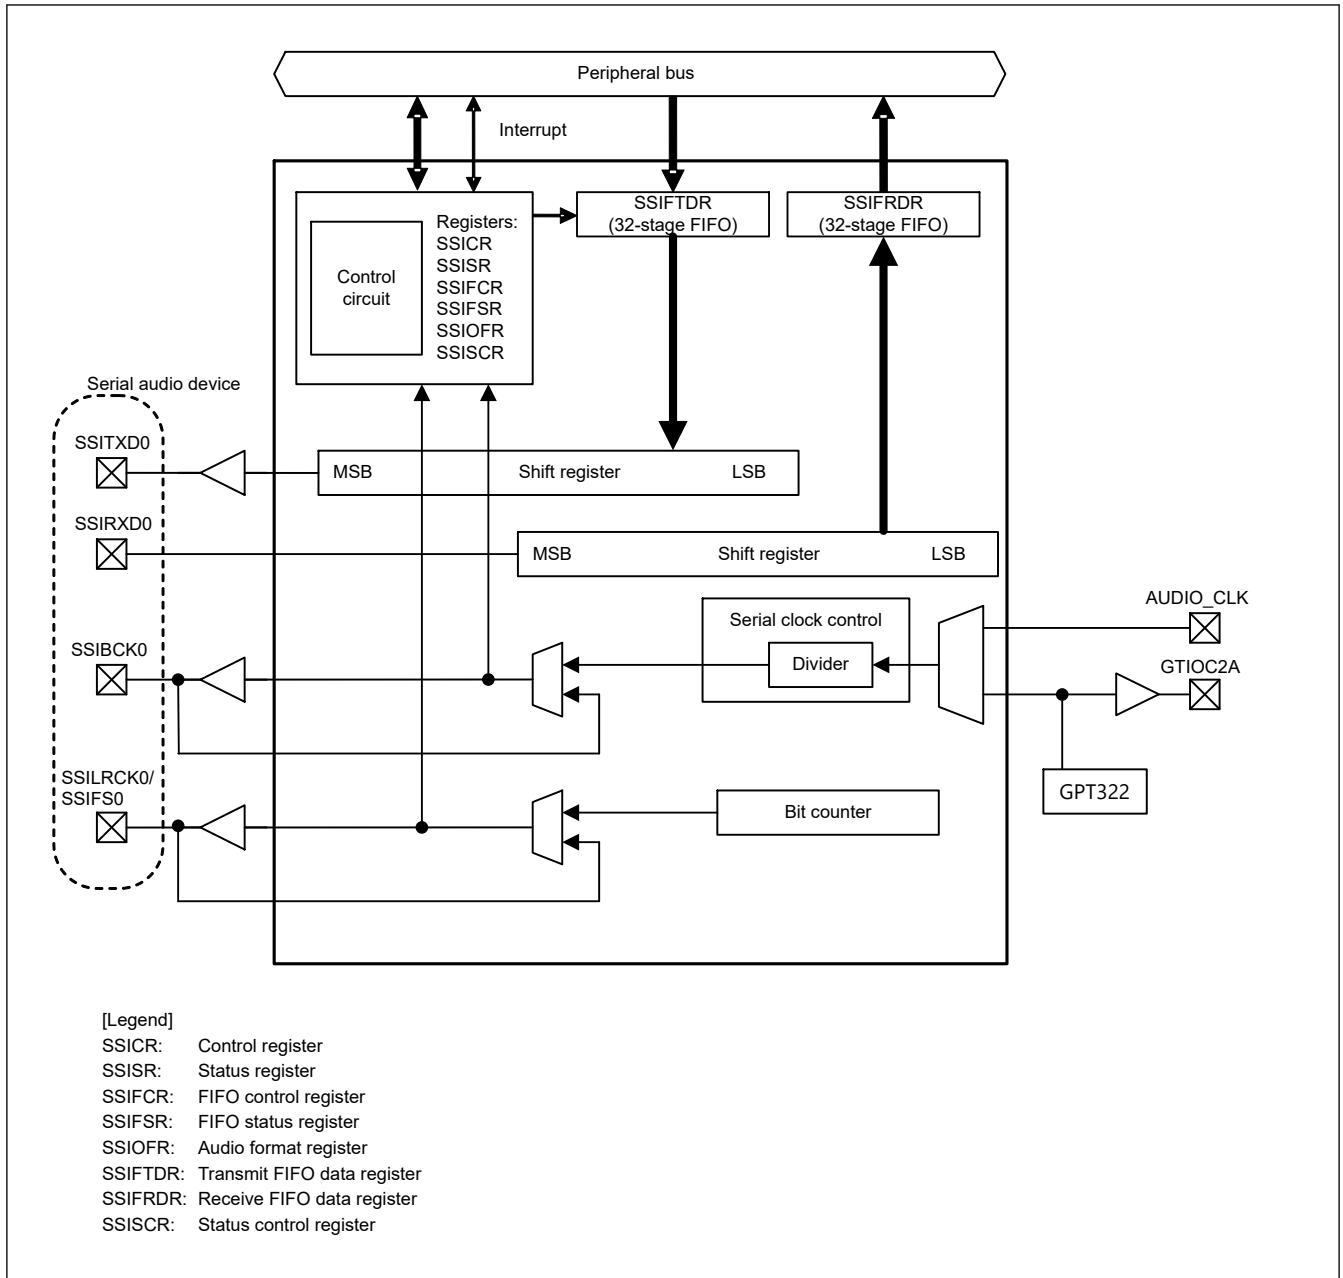 Peripheral bus
Interrupt
SSIFTDR
(32-stage FIFO)
SSIFRDR
(32-stage FIFO)
Control
circuit
Registers:
SSICR
SSISR
SSIFCR
SSIFSR
SSIOFR
SSISCR
Serial audio device
SSITXD0
MSB Shift register LSB
SSIRXD0
MSB Shift register LSB
AUDIO_CLK
Serial clock control
SSIBCK0
Divider
GTIOC2A
SSILRCK0/
SSIFS0
GPT322
Bit counter
[Legend]
SSICR: Control register
SSISR: Status register
SSIFCR: FIFO control register
SSIFSR: FIFO status register
SSIOFR: Audio format register
SSIFTDR: Transmit FIFO data register
SSIFRDR: Receive FIFO data register
SSISCR: Status control register